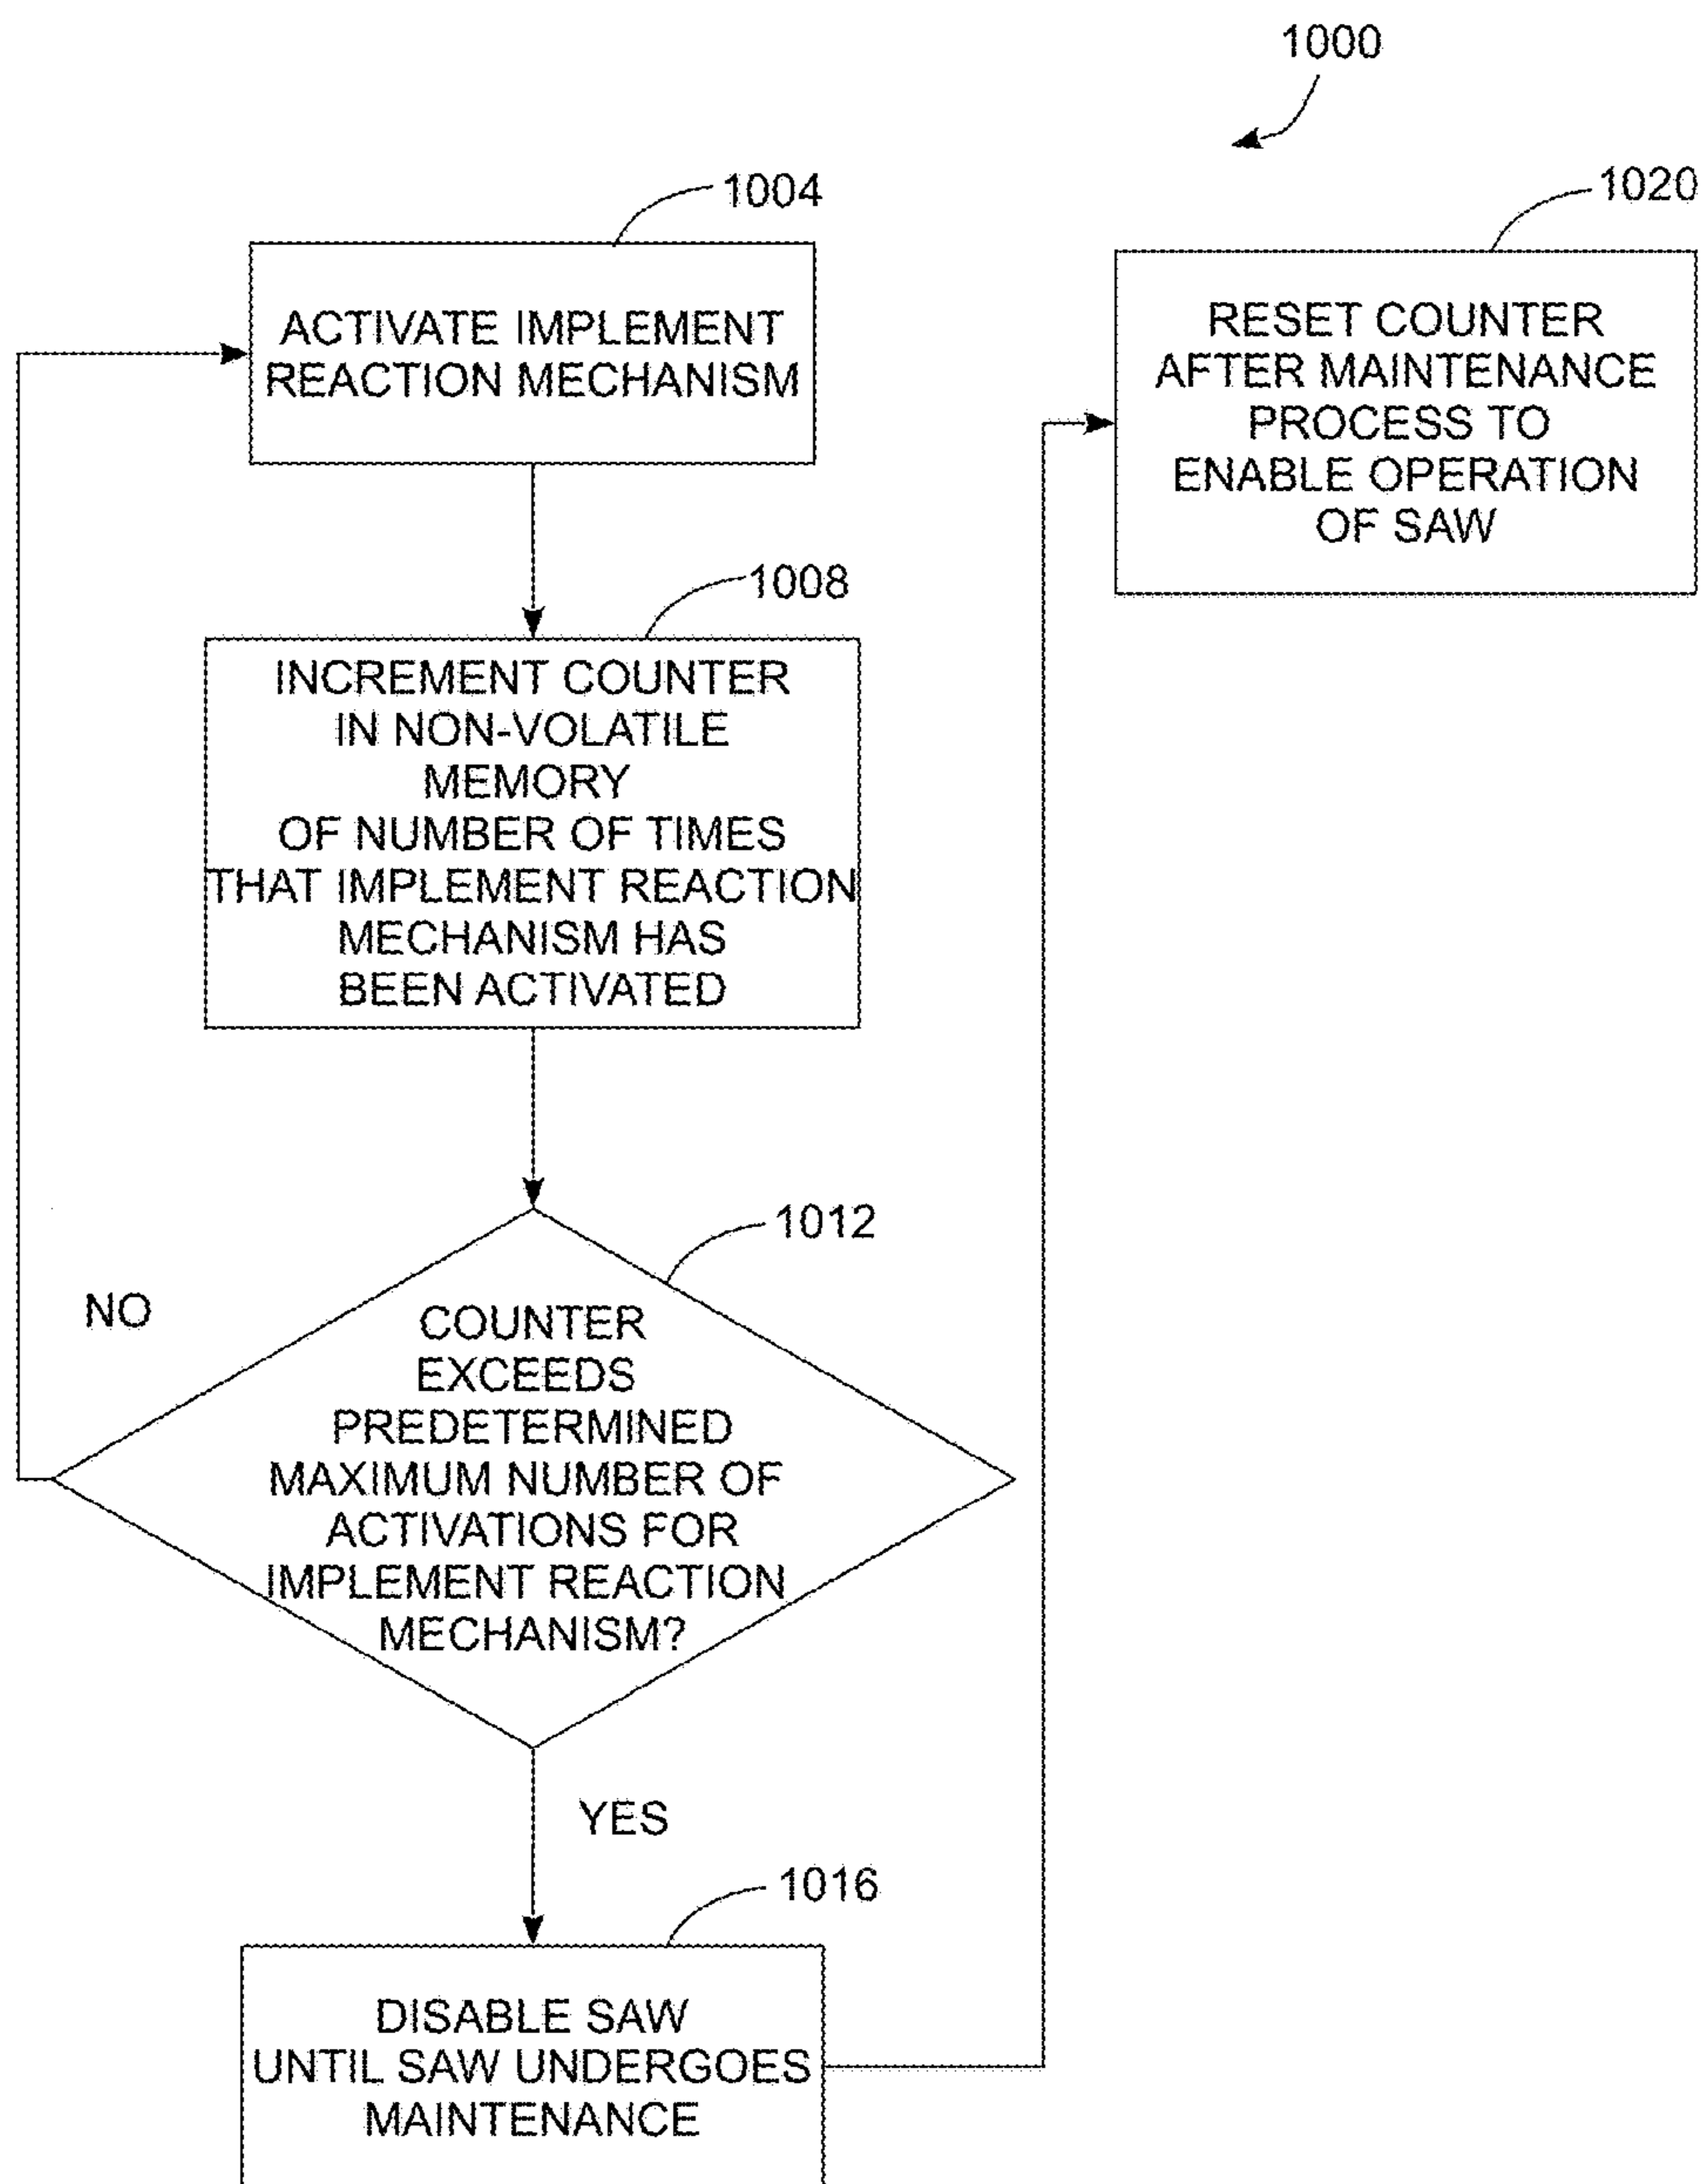 1000
1004
ACTIVATE IMPLEMENT
REACTION MECHANISM
1008
INCREMENT COUNTER
IN NON-VOLATILE
MEMORY
OF NUMBER OF TIMES
THAT IMPLEMENT REACTION
MECHANISM HAS
BEEN ACTIVATED
1012
NO
COUNTER
EXCEEDS
PREDETERMINED
MAXIMUM NUMBER OF
ACTIVATIONS FOR
IMPLEMENT REACTION
MECHANISM?
YES
1016
DISABLE SAW
UNTIL SAW UNDERGOES
MAINTENANCE
1020
RESET COUNTER
AFTER MAINTENANCE
PROCESS TO
ENABLE OPERATION
OF SAW